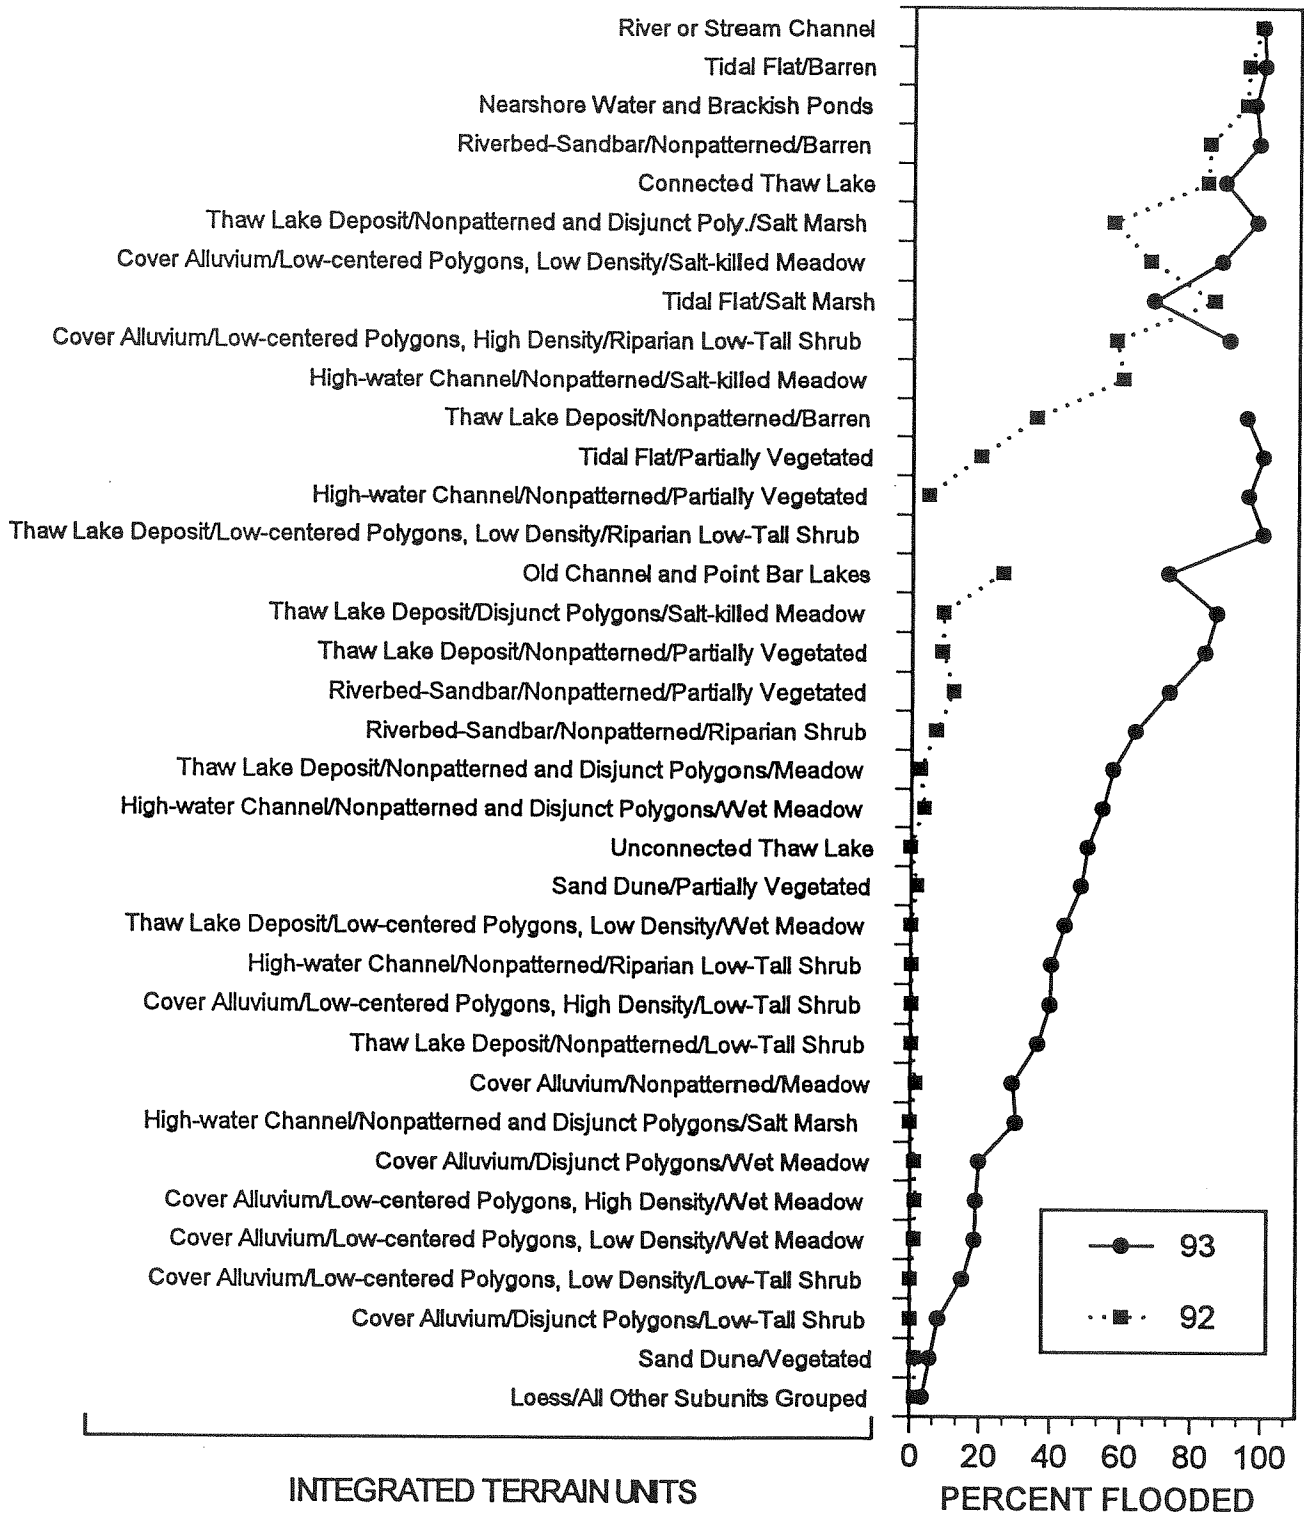 River or Stream Channel
Tidal Flat/Barren
Nearshore Water and Brackish Ponds
Riverbed-Sandbar/Nonpatterned/Barren
Connected Thaw Lake
Thaw Lake Deposit/Nonpatterned and Disjunct Poly./Salt Marsh
Cover Alluvium/Low-centered Polygons, Low Density/Salt-killed Meadow
Tidal Flat/Salt Marsh
Cover Alluvium/Low-centered Polygons, High Density/Riparian Low-Tall Shrub
High-water Channel/Nonpatterned/Salt-killed Meadow
Thaw Lake Deposit/Nonpatterned/Barren
Tidal Flat/Partially Vegetated
High-water Channel/Nonpatterned/Partially Vegetated
Thaw Lake Deposit/Low-centered Polygons, Low Density/Riparian Low-Tall Shrub
Old Channel and Point Bar Lakes
Thaw Lake Deposit/Disjunct Polygons/Salt-killed Meadow
Thaw Lake Deposit/Nonpatterned/Partially Vegetated
Riverbed-Sandbar/Nonpatterned/Partially Vegetated
Riverbed-Sandbar/Nonpatterned/Riparian Shrub
Thaw Lake Deposit/Nonpatterned and Disjunct Polygons/Meadow
High-water Channel/Nonpatterned and Disjunct Polygons/Wet Meadow
Unconnected Thaw Lake
Sand Dune/Partially Vegetated
Thaw Lake Deposit/Low-centered Polygons, Low Density/Wet Meadow
High-water Channel/Nonpatterned/Riparian Low-Tall Shrub
Cover Alluvium/Low-centered Polygons, High Density/Low-Tall Shrub
Thaw Lake Deposit/Nonpatterned/Low-Tall Shrub
Cover Alluvium/Nonpatterned/Meadow
High-water Channel/Nonpatterned and Disjunct Polygons/Salt Marsh
Cover Alluvium/Disjunct Polygons/Wet Meadow
Cover Alluvium/Low-centered Polygons, High Density/Wet Meadow
Cover Alluvium/Low-centered Polygons, Low Density/Wet Meadow
Cover Alluvium/Low-centered Polygons, Low Density/Low-Tall Shrub
Cover Alluvium/Disjunct Polygons/Low-Tall Shrub
Sand Dune/Vegetated
Loess/All Other Subunits Grouped
93
92
0 20 40 60 80 100
INTEGRATED TERRAIN UNITS
PERCENT FLOODED